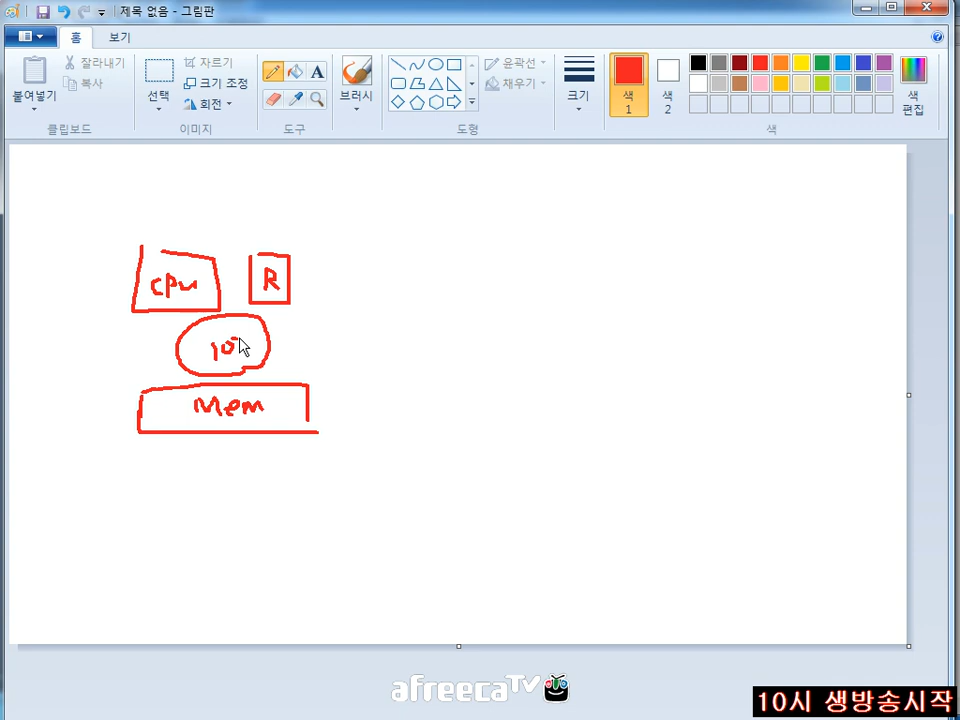 제목 없음 - 그림판
홈 보기
붙여넣기 잘라내기 복사
클립보드
선택 자르기 크기 조정 회전
이미지
A
도구
브러시
도형
윤곽선 채우기
크기
색 1
색 2
색 편집
색
cpu R
10
Mem
afreecaTV
10시 생방송시작